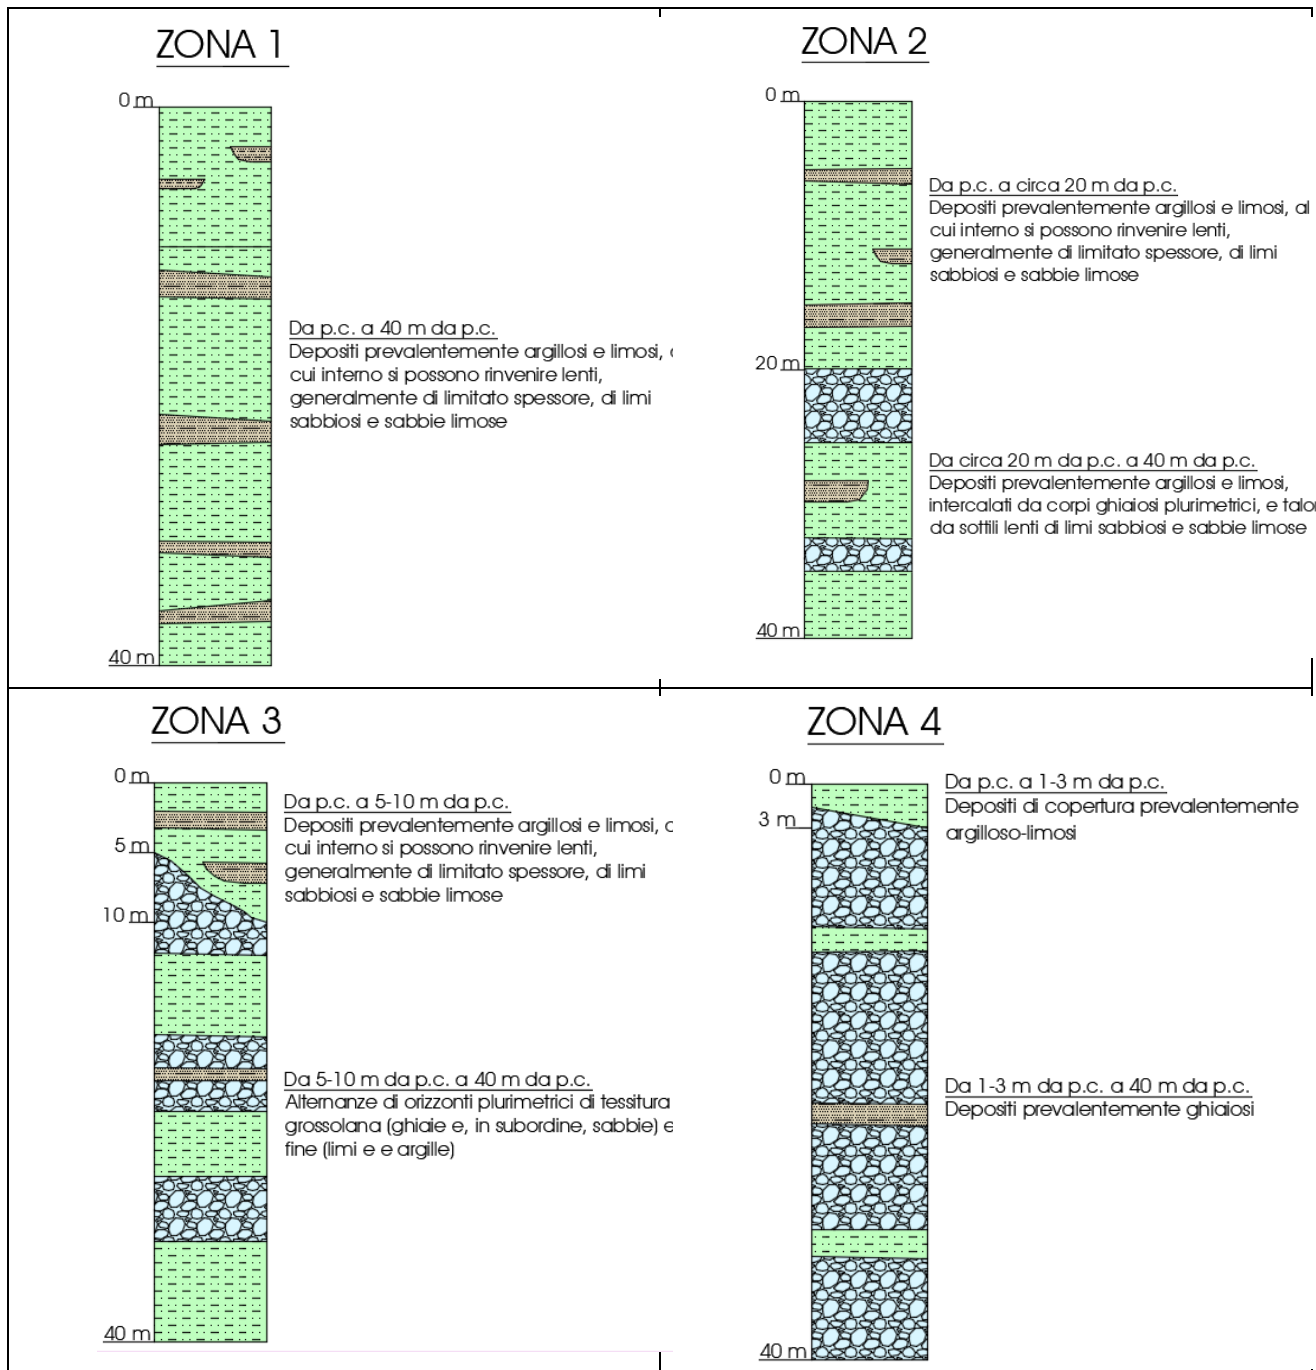 ZONA 1
0 m
Da p.c. a 40 m da p.c.
Depositi prevalentemente argillosi e limosi,
cui interno si possono rinvenire lenti,
generalmente di limitato spessore, di limi
sabbiosi e sabbie limose
40 m
ZONA 2
0 m
Da p.c. a circa 20 m da p.c.
Depositi prevalentemente argillosi e limosi, al
cui interno si possono rinvenire lenti,
generalmente di limitato spessore, di limi
sabbiosi e sabbie limose
20 m
Da circa 20 m da p.c. a 40 m da p.c.
Depositi prevalentemente argillosi e limosi,
intercalati da corpi ghiaiosi plurimetrici, e
da sottili lenti di limi sabbiosi e sabbie limose
40 m
ZONA 3
0 m
Da p.c. a 5-10 m da p.c.
Depositi prevalentemente argillosi e limosi,
cui interno si possono rinvenire lenti,
generalmente di limitato spessore, di limi
sabbiosi e sabbie limose
5 m
10 m
Da 5-10 m da p.c. a 40 m da p.c.
Alternanze di orizzonti plurimetrici di tessitura
grossolana (ghiaie e, in subordine, sabbie) e
fine (limi e e argille)
40 m
ZONA 4
0 m
3 m
Da p.c. a 1-3 m da p.c.
Depositi di copertura prevalentemente
argilloso-limosi
Da 1-3 m da p.c. a 40 m da p.c.
Depositi prevalentemente ghiaiosi
40 m